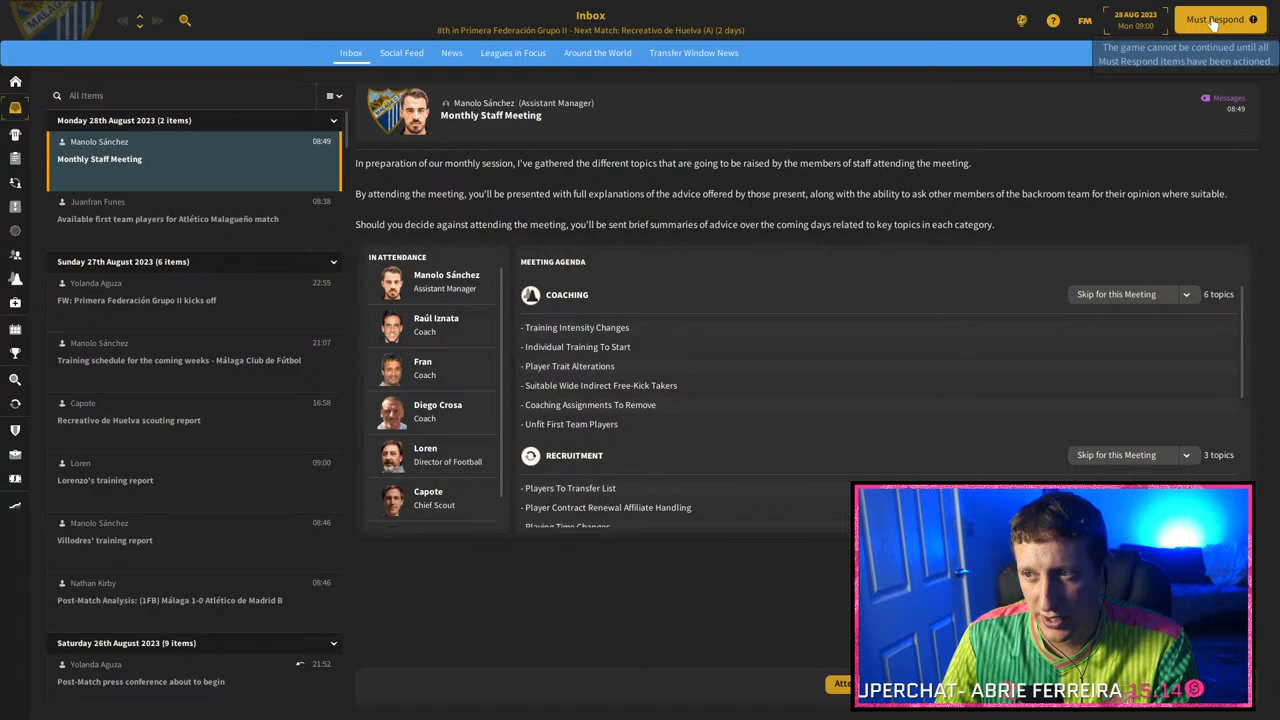 Inbox
8th in Primera Federación Grupo II - Next Match: Recreativo de Huelva (A) (2 days)
FM
28 AUG 2023
Mon 09:00
Must Respond
The game cannot be continued until all
Must Respond items have been actioned.
Inbox
Social Feed
News
Leagues in Focus
Around the World
Transfer Window News
All Items
Monday 28th August 2023 (2 items)
Manolo Sánchez 08:49
Monthly Staff Meeting
Juanfran Funes 08:38
Available first team players for Atlético Malagueño match
Sunday 27th August 2023 (6 items)
Yolanda Aguza 22:55
FW: Primera Federación Grupo II kicks off
Manolo Sánchez 21:07
Training schedule for the coming weeks - Málaga Club de Fútbol
Capote 16:58
Recreativo de Huelva scouting report
Loren 09:00
Lorenzo's training report
Manolo Sánchez 08:46
Villodres' training report
Nathan Kirby 08:46
Post-Match Analysis: (1FB) Málaga 1-0 Atlético de Madrid B
Saturday 26th August 2023 (9 items)
Yolanda Aguza 21:52
Post-Match press conference about to begin
Manolo Sánchez (Assistant Manager)
Monthly Staff Meeting
Messages
08:49
In preparation of our monthly session, I've gathered the different topics that are going to be raised by the members of staff attending the meeting.
By attending the meeting, you'll be presented with full explanations of the advice offered by those present, along with the ability to ask other members of the backroom team for their opinion where suitable.
Should you decide against attending the meeting, you'll be sent brief summaries of advice over the coming days related to key topics in each category.
IN ATTENDANCE
Manolo Sánchez
Assistant Manager
Raúl Iznata
Coach
Fran
Coach
Diego Crosa
Coach
Loren
Director of Football
Capote
Chief Scout
MEETING AGENDA
COACHING
Skip for this Meeting
6 topics
- Training Intensity Changes
- Individual Training To Start
- Player Trait Alterations
- Suitable Wide Indirect Free-Kick Takers
- Coaching Assignments To Remove
- Unfit First Team Players
RECRUITMENT
Skip for this Meeting
3 topics
- Players To Transfer List
- Player Contract Renewal Affiliate Handling
- Playing Time Changes
Atte
UPERCHAT- ABRIE FERREIRA 15.14